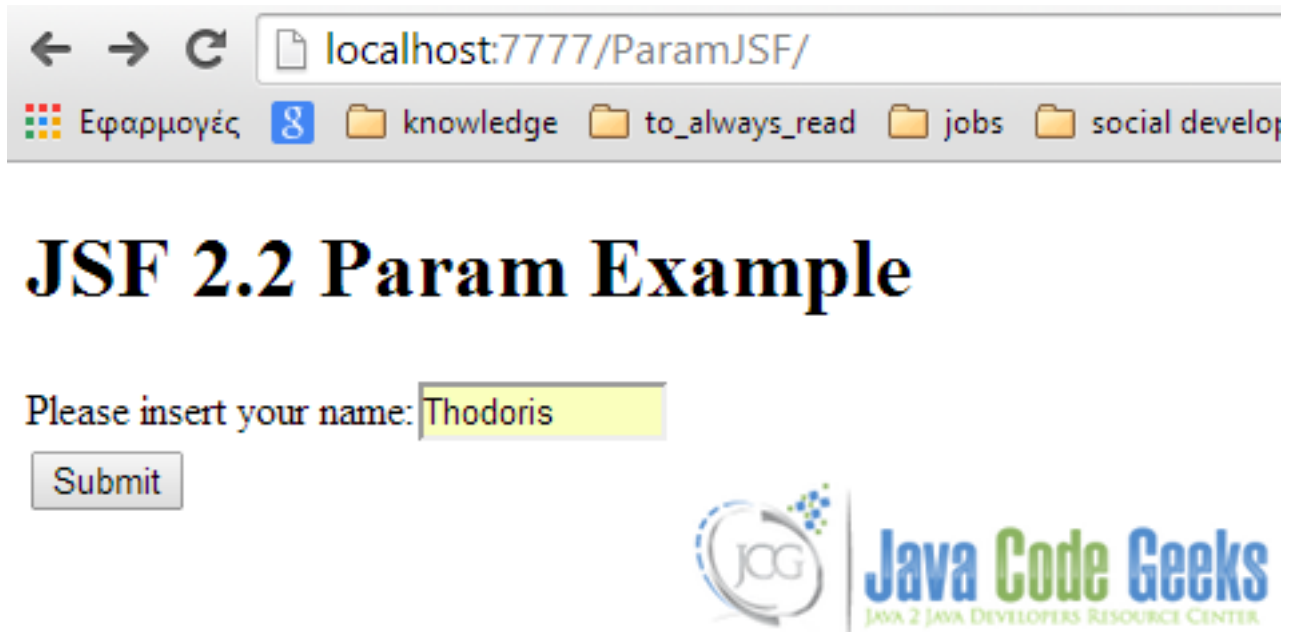 localhost:7777/ParamJSF/
Εφαρμογές 8 knowledge to_always_read jobs social develop
JSF 2.2 Param Example
Please insert your name: Thodoris
Submit
JCG
Java Code Geeks
JAVA 2 JAVA DEVELOPERS RESOURCE CENTER